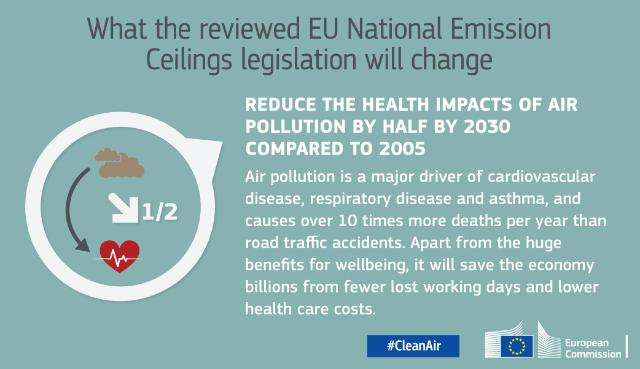 What the reviewed EU National Emission
Ceilings legislation will change
REDUCE THE HEALTH IMPACTS OF AIR
POLLUTION BY HALF BY 2030
COMPARED TO 2005
Air pollution is a major driver of cardiovascular
disease, respiratory disease and asthma, and
causes over 10 times more deaths per year than
road traffic accidents. Apart from the huge
benefits for wellbeing, it will save the economy
billions from fewer lost working days and lower
health care costs.
1/2
#CleanAir
European
Commission